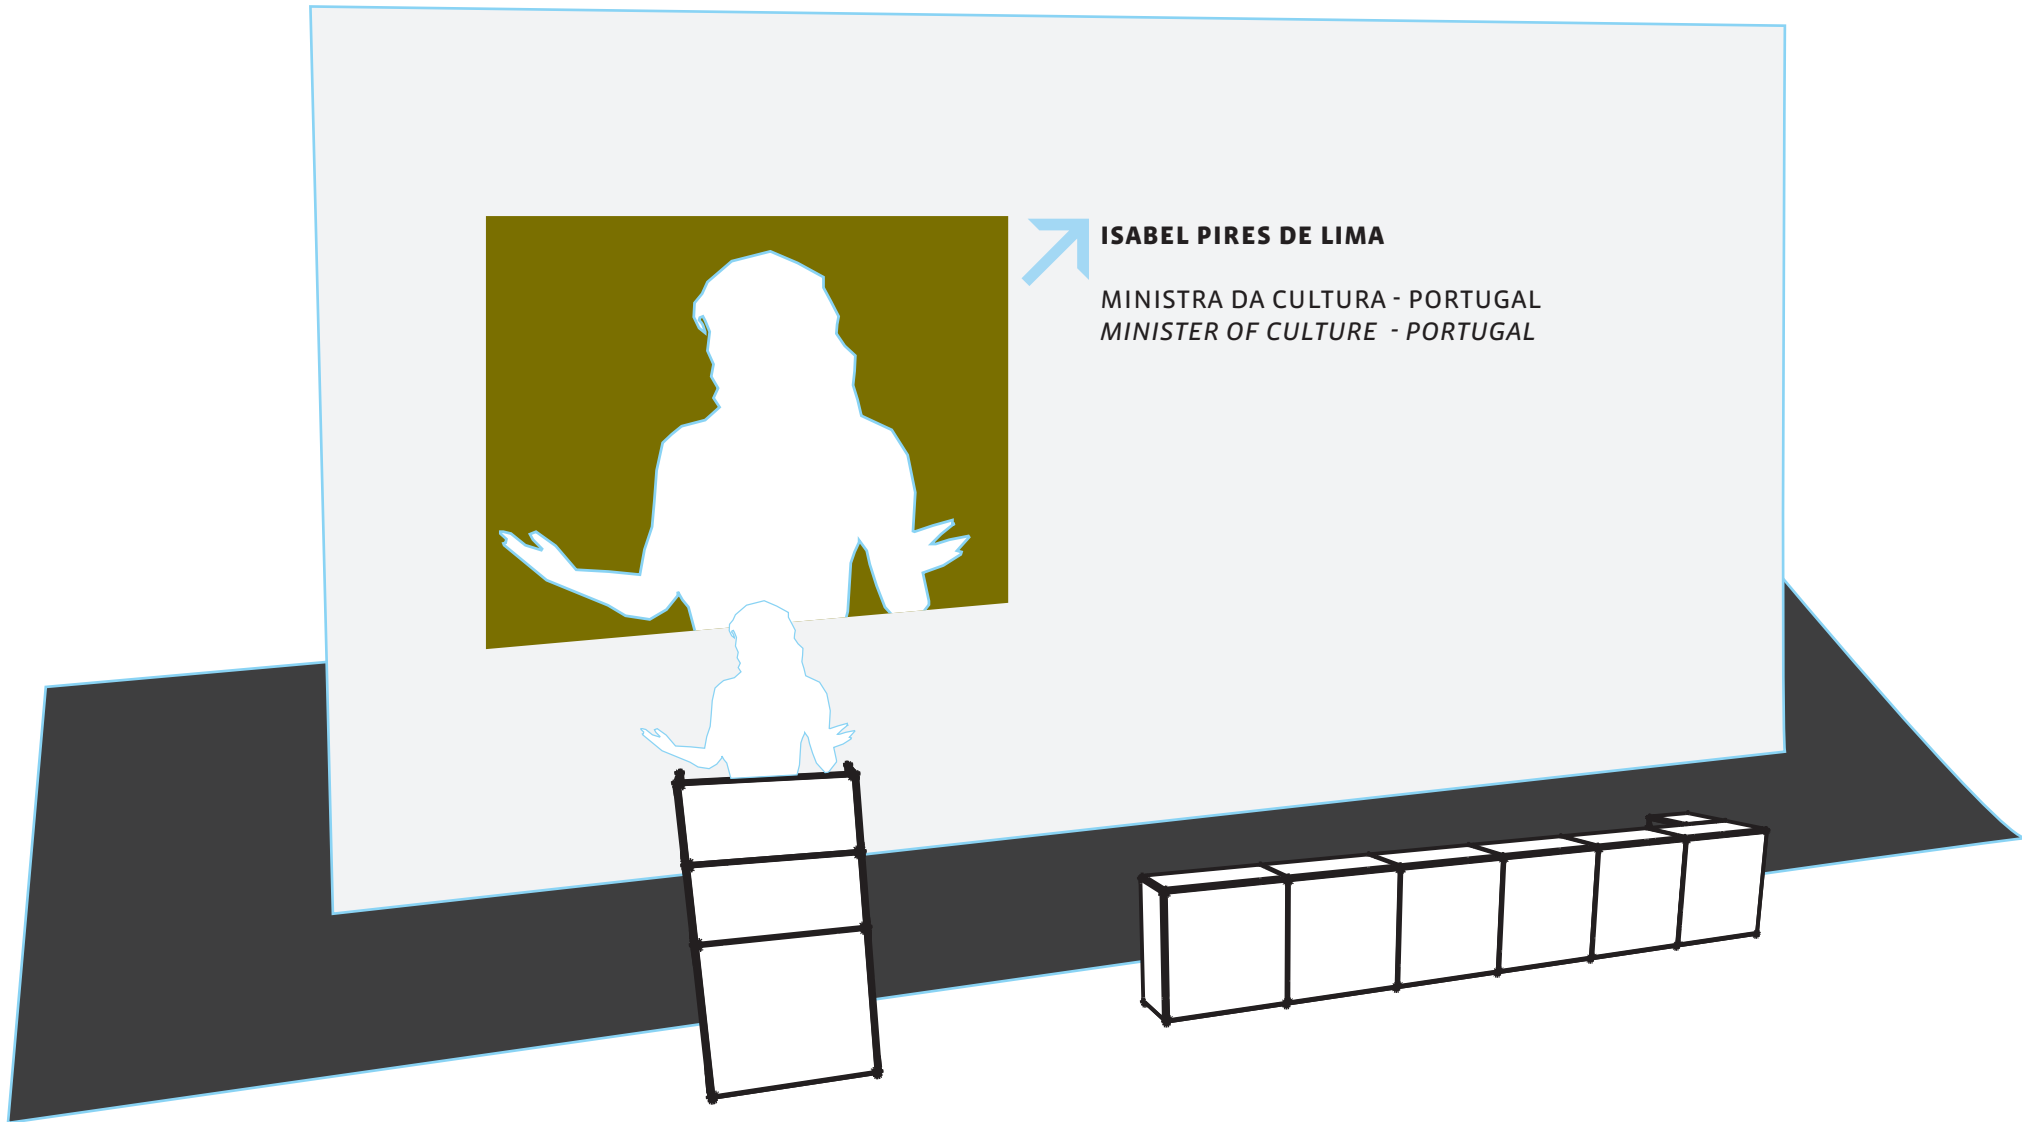 ISABEL PIRES DE LIMA
MINISTRA DA CULTURA - PORTUGAL
MINISTER OF CULTURE - PORTUGAL